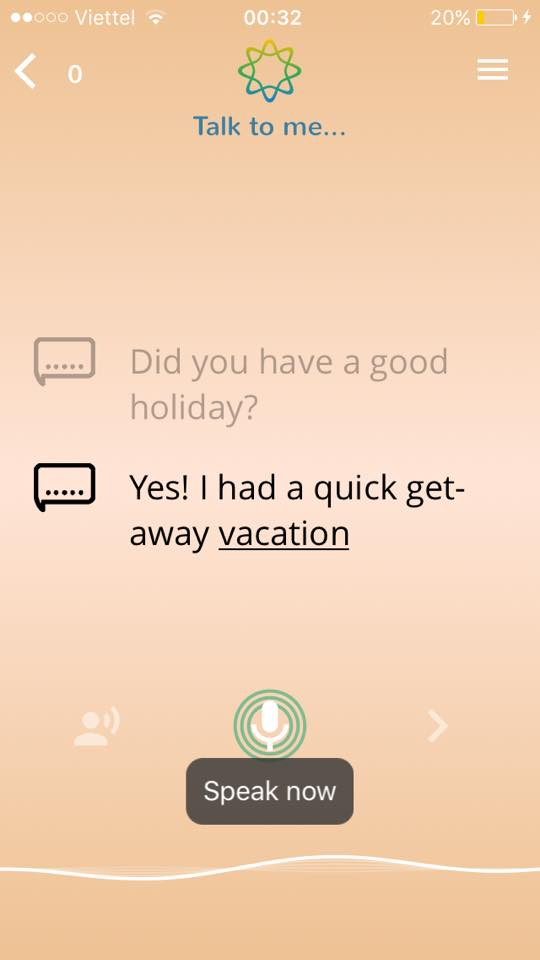 Viettel 00:32 20%
0
Talk to me...
Did you have a good
holiday?
Yes! I had a quick get-
away vacation
Speak now